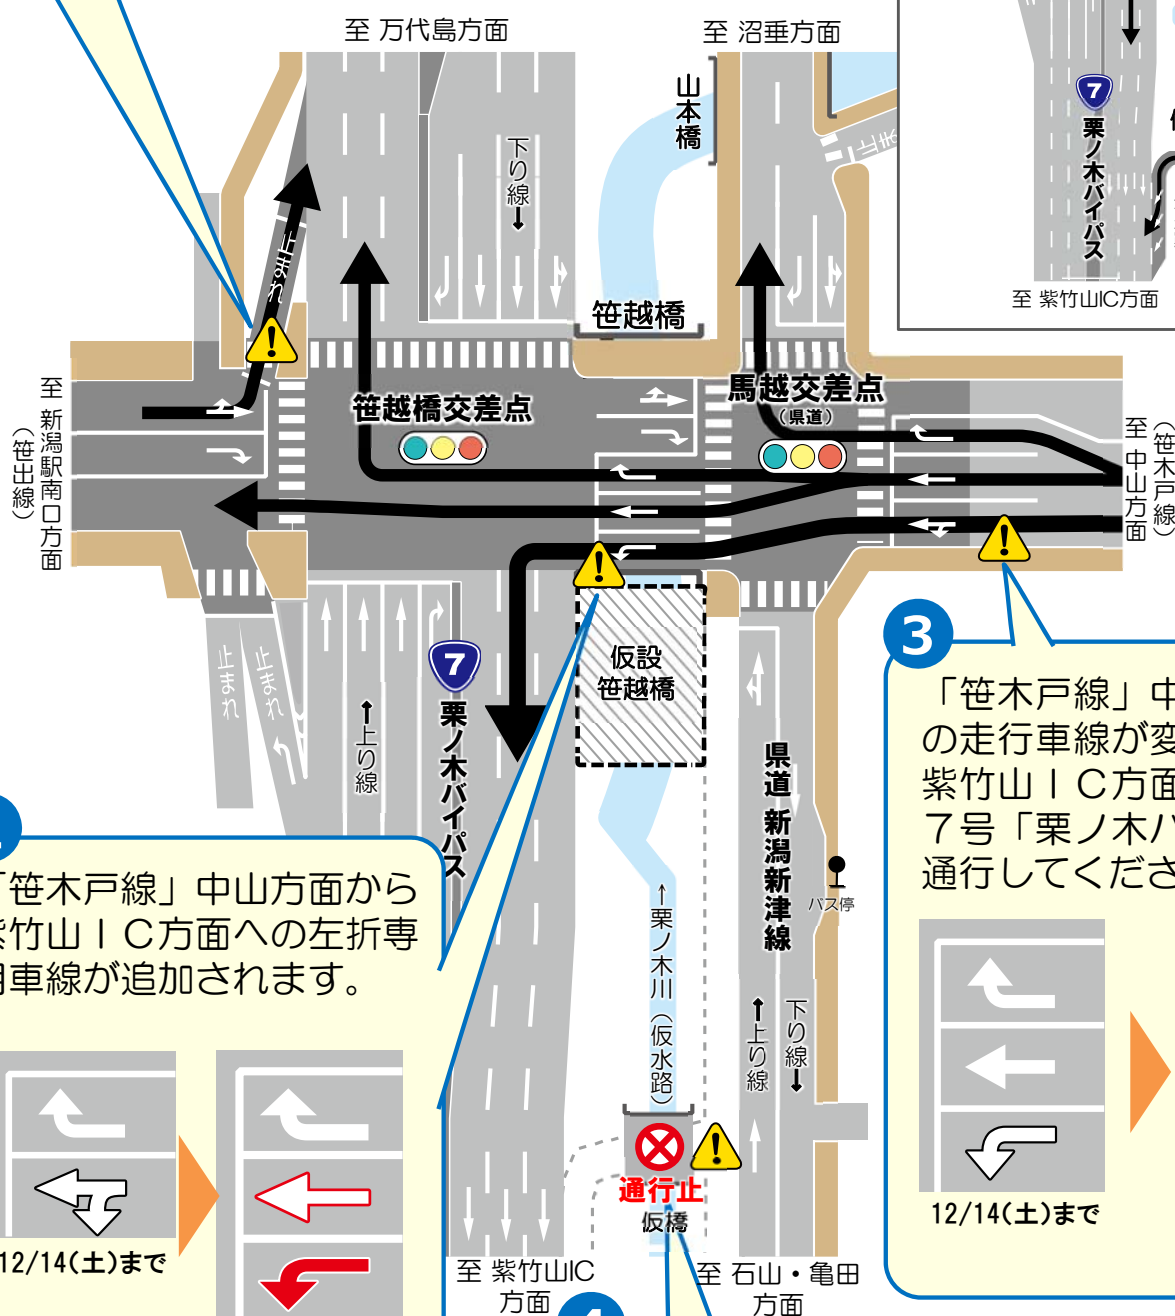 至 万代島方面
至 沼垂方面
山本橋
下り線
止まれ
笹越橋
7
栗ノ木バイパス
至 紫竹山IC方面
止まれ
笹越橋交差点
馬越交差点
(県道)
至 新潟駅南口方面
(笹出線)
至 中山方面
(笹木戸線)
止まれ
止まれ
上り線
7
栗ノ木バイパス
仮設
笹越橋
県道 新潟新津線
バス停
←栗ノ木川(仮水路)
上り線
下り線
通行止
仮橋
至 紫竹山IC
方面
至 石山・亀田
方面
「笹木戸線」中山方面から
紫竹山IC方面への左折専
用車線が追加されます。
12/14(土)まで
3
「笹木戸線」中
の走行車線が変
紫竹山IC方面
7号「栗ノ木バ
通行してくださ
12/14(土)まで